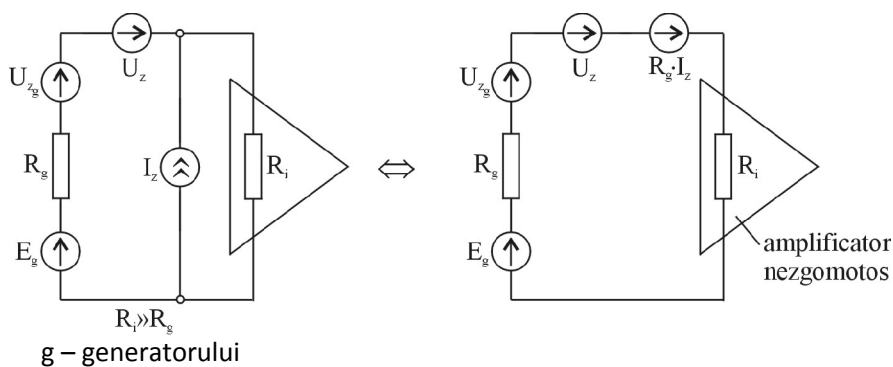 U_z
U_zg
R_g
I_z
R_i
E_g
R_i»R_g
g – generatorului
⇔
U_z
R_g·I_z
U_zg
R_g
R_i
E_g
amplificator
nezgomotos